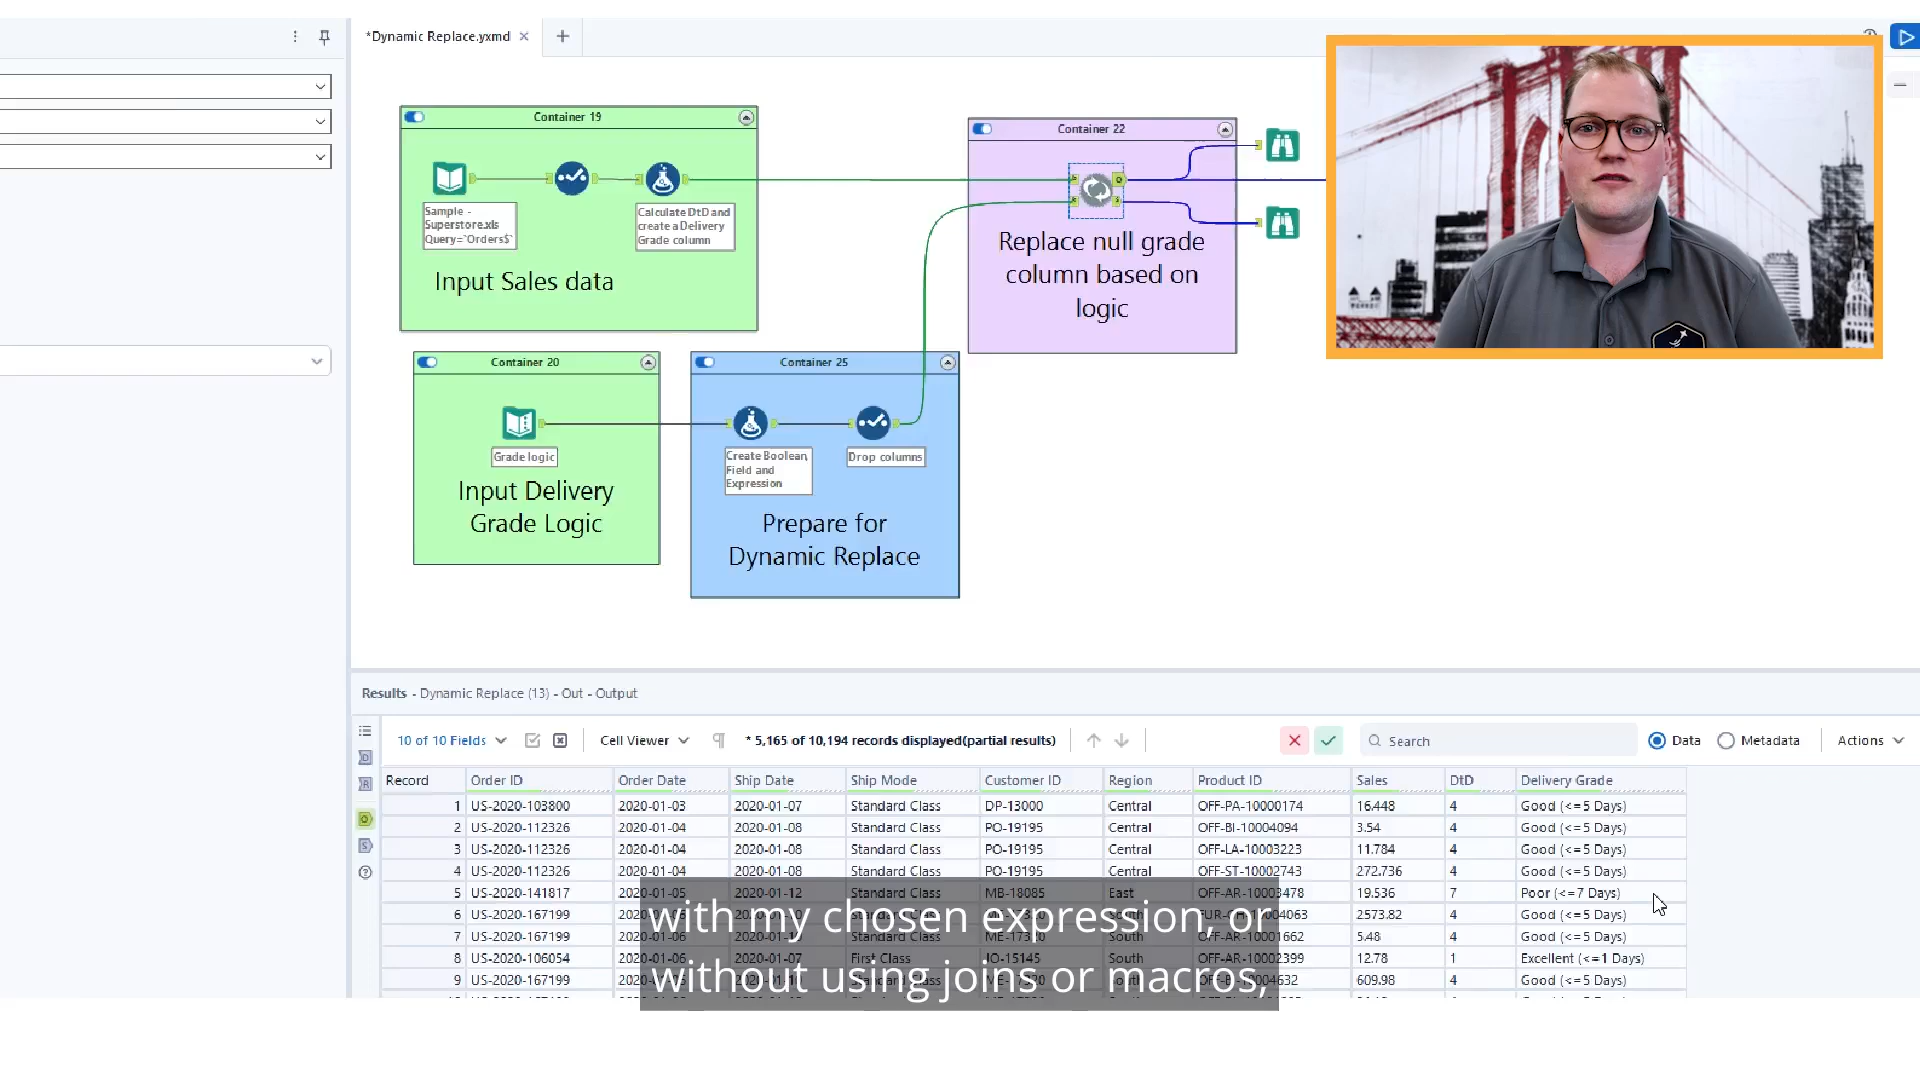 *Dynamic Replace.yxmd
Container 19
Sample -
Superstore.xls
Query=`Orders$`
Calculate DtD and
create a Delivery
Grade column
Input Sales data
Container 22
Replace null grade
column based on
logic
Container 20
Grade logic
Input Delivery
Grade Logic
Container 25
Create Boolean,
Field and
Expression
Drop columns
Prepare for
Dynamic Replace
Results - Dynamic Replace (13) - Out - Output
10 of 10 Fields Cell Viewer * 5,165 of 10,194 records displayed(partial results) Search Data Metadata Actions
Record Order ID Order Date Ship Date Ship Mode Customer ID Region Product ID Sales DtD Delivery Grade
1 US-2020-103800 2020-01-03 2020-01-07 Standard Class DP-13000 Central OFF-PA-10000174 16.448 4 Good (<=5 Days)
2 US-2020-112326 2020-01-04 2020-01-08 Standard Class PO-19195 Central OFF-BI-10004094 3.54 4 Good (<=5 Days)
3 US-2020-112326 2020-01-04 2020-01-08 Standard Class PO-19195 Central OFF-LA-10003223 11.784 4 Good (<=5 Days)
4 US-2020-112326 2020-01-04 2020-01-08 Standard Class PO-19195 Central OFF-ST-10002743 272.736 4 Good (<=5 Days)
5 US-2020-141817 2020-01-05 2020-01-12 Standard Class MB-18085 East OFF-AR-10003478 19.536 7 Poor (<=7 Days)
6 US-2020-167199 2020-01-06 Standard Class South 2573.82 4 Good (<=5 Days)
7 US-2020-167199 2020-01-06 Standard Class South 5.48 4 Good (<=5 Days)
8 US-2020-106054 2020-01-06 2020-01-07 First Class JO-15145 South OFF-AR-10002399 12.78 1 Excellent (<=1 Days)
9 US-2020-167199 2020-01-06 Standard Class South 609.98 4 Good (<=5 Days)
with my chosen expression, or
without using joins or macros,